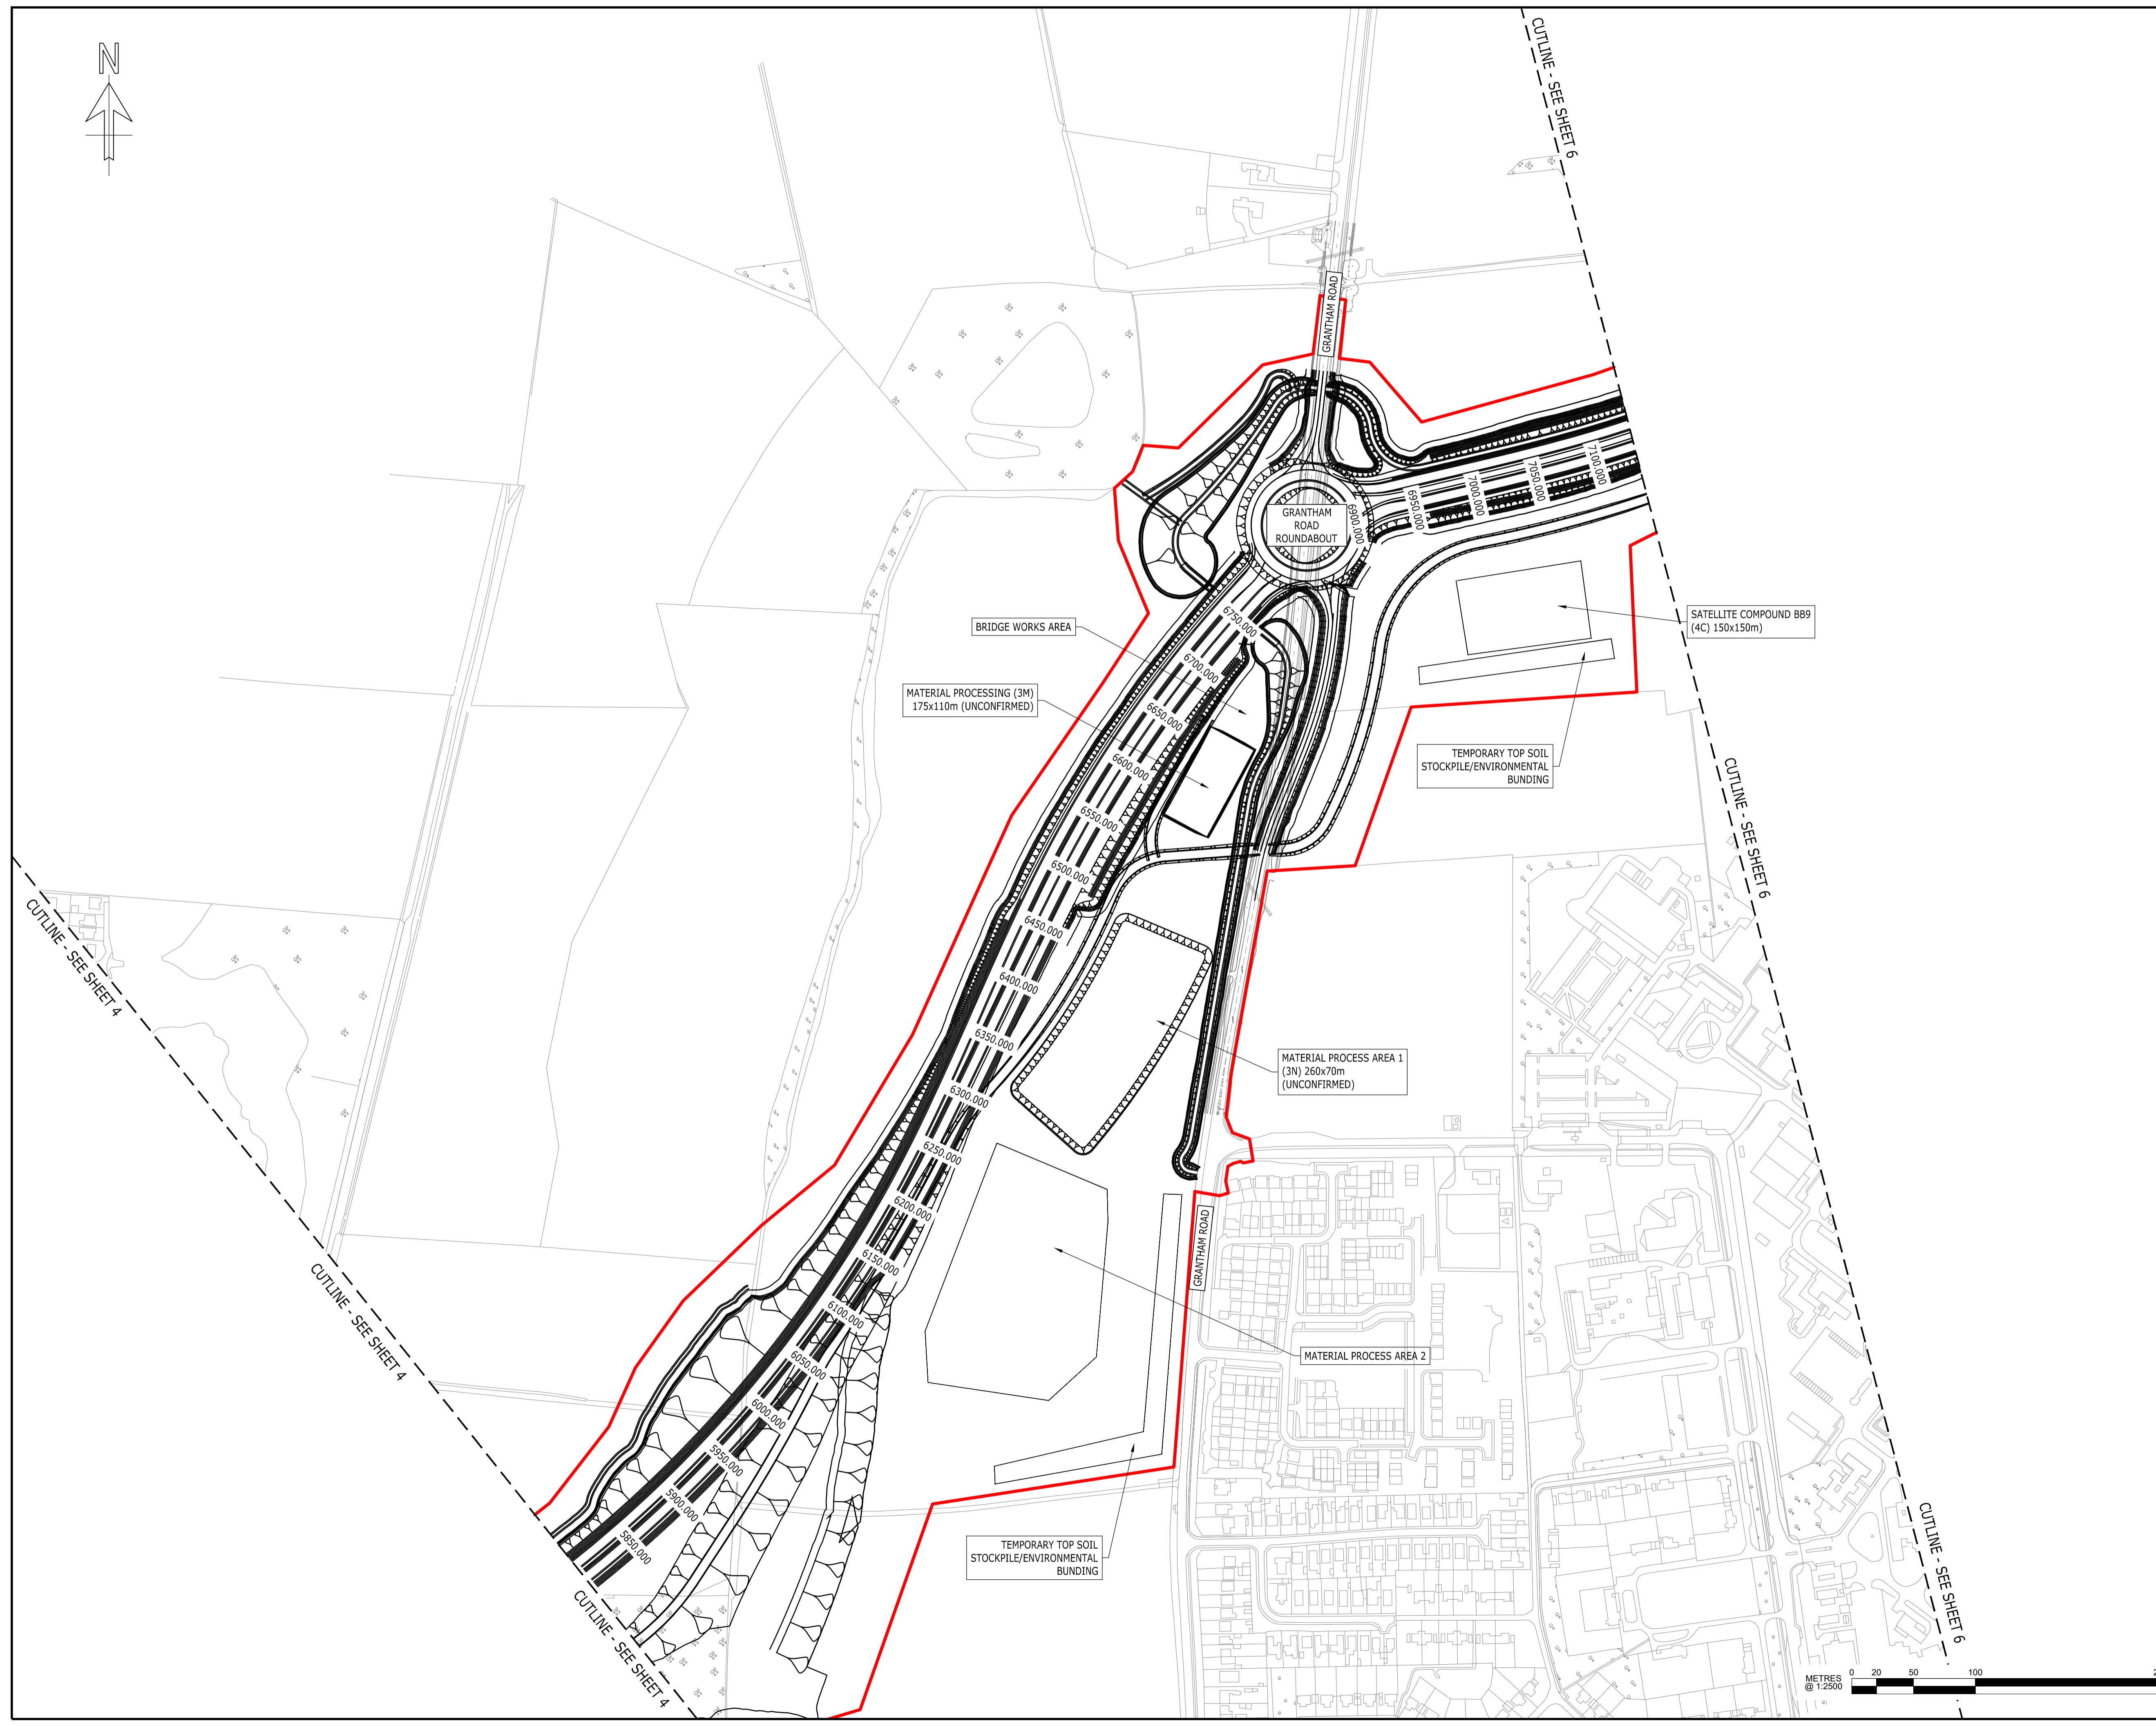 N
CUTLINE - SEE SHEET 6
GRANTHAM ROAD
7100.000
7050.000
7000.000
6950.000
6900.000
GRANTHAM
ROAD
ROUNDABOUT
SATELLITE COMPOUND BB9
(4C) 150x150m)
BRIDGE WORKS AREA
6750.000
6700.000
MATERIAL PROCESSING (3M)
175x110m (UNCONFIRMED)
6650.000
6600.000
TEMPORARY TOP SOIL
STOCKPILE/ENVIRONMENTAL
BUNDING
CUTLINE - SEE SHEET 6
6550.000
6500.000
6450.000
CUTLINE - SEE SHEET 4
6400.000
6350.000
MATERIAL PROCESS AREA 1
(3N) 260x70m
(UNCONFIRMED)
6300.000
6250.000
6200.000
GRANTHAM ROAD
6150.000
CUTLINE - SEE SHEET 4
6100.000
6050.000
MATERIAL PROCESS AREA 2
6000.000
5950.000
5900.000
5850.000
TEMPORARY TOP SOIL
STOCKPILE/ENVIRONMENTAL
BUNDING
CUTLINE - SEE SHEET 6
CUTLINE - SEE SHEET 4
METRES
@ 1:2500
0 20 50 100